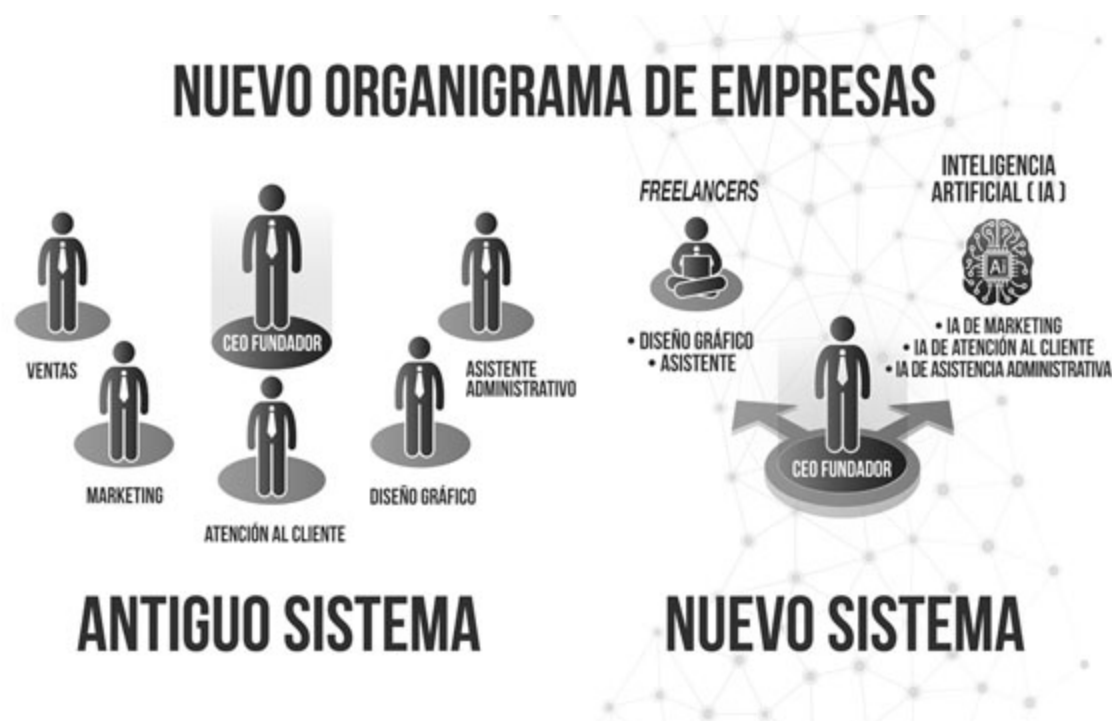 NUEVO ORGANIGRAMA DE EMPRESAS
VENTAS
MARKETING
CEO FUNDADOR
ATENCIÓN AL CLIENTE
DISEÑO GRÁFICO
ASISTENTE
ADMINISTRATIVO
ANTIGUO SISTEMA
FREELANCERS
• DISEÑO GRÁFICO
• ASISTENTE
INTELIGENCIA
ARTIFICIAL ( IA )
Ai
• IA DE MARKETING
• IA DE ATENCIÓN AL CLIENTE
• IA DE ASISTENCIA ADMINISTRATIVA
CEO FUNDADOR
NUEVO SISTEMA